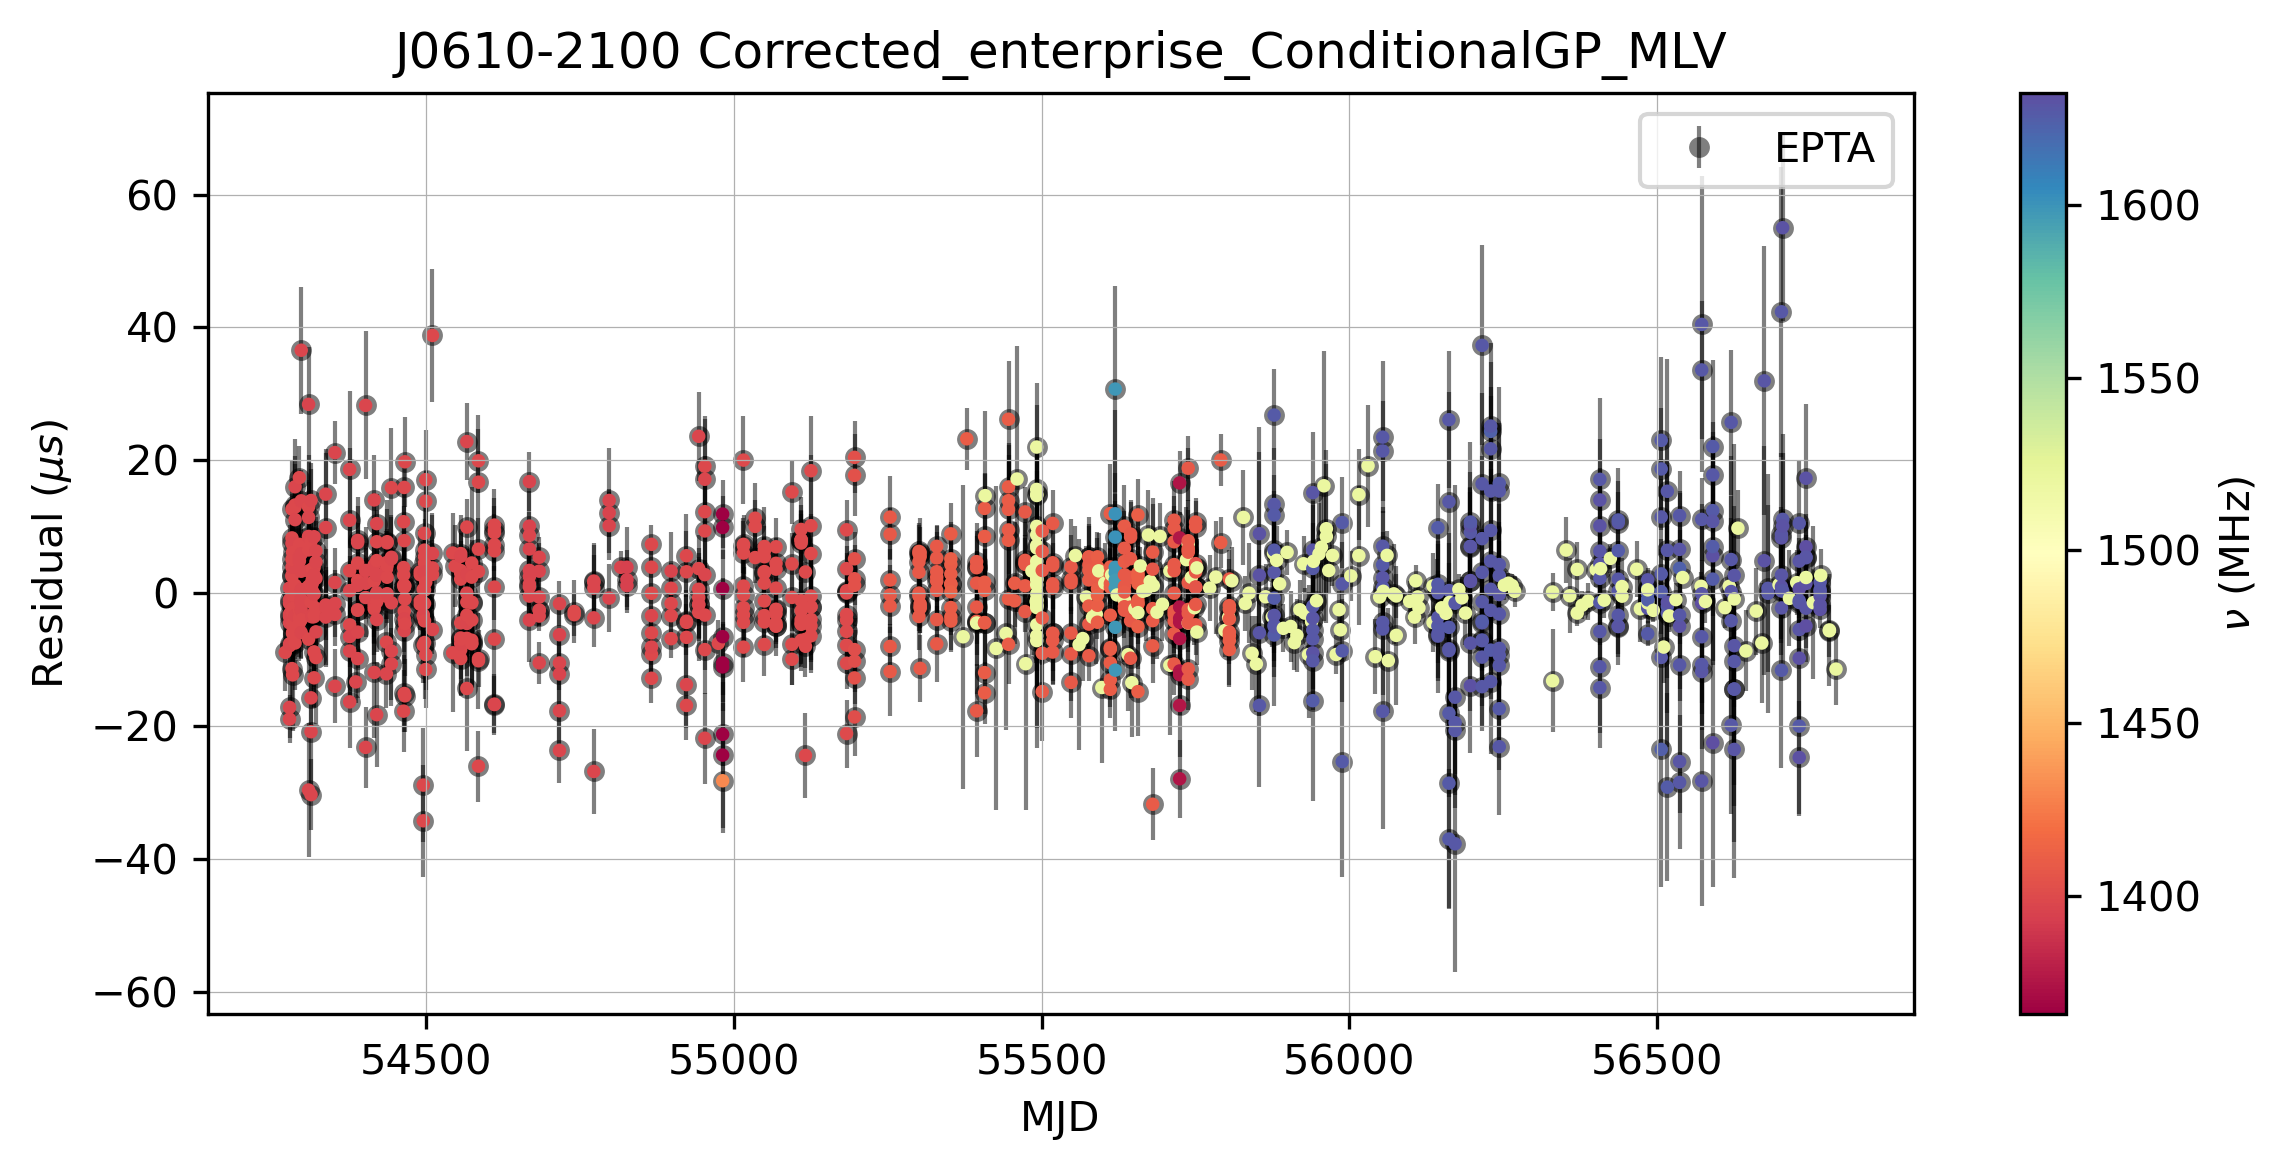 J0610-2100 Corrected_enterprise_ConditionalGP_MLV
EPTA
60
40
20
0
−20
−40
−60
Residual (μs)
54500 55000 55500 56000 56500
MJD
1600
1550
1500
1450
1400
ν (MHz)